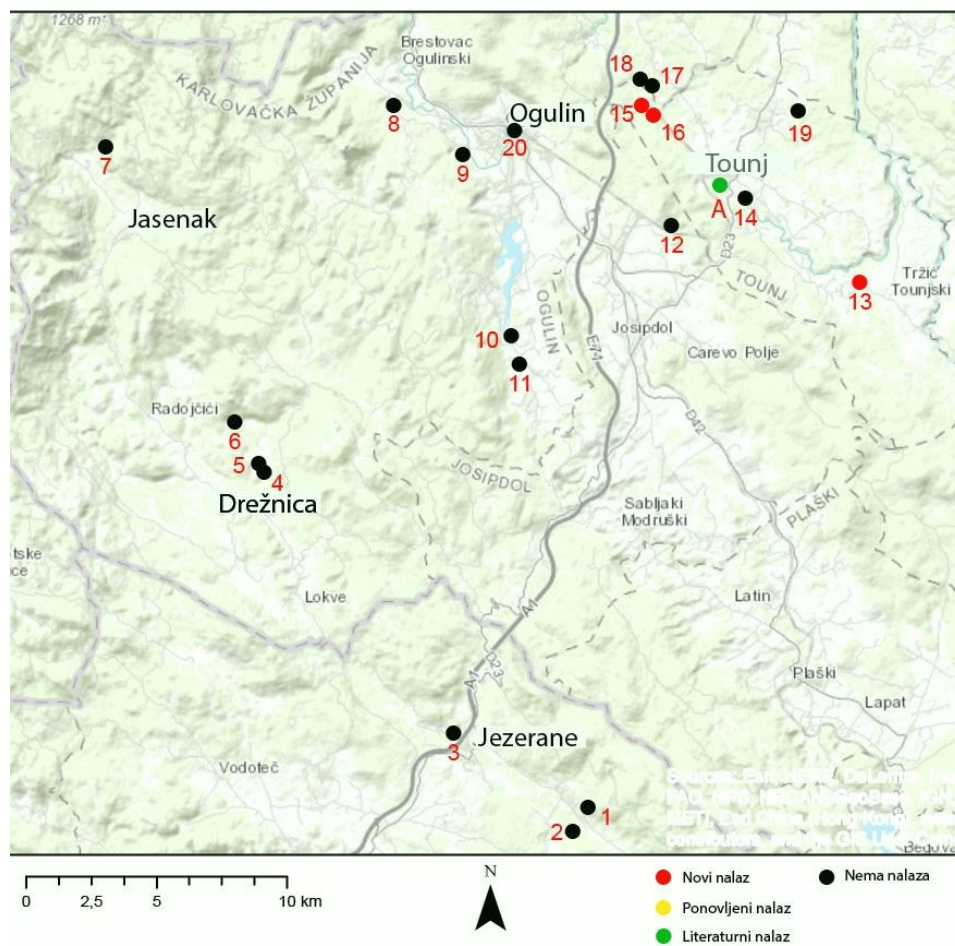 1268 m
Brestovac
Ogulinski
KARLOVAČKA ŽUPANIJA
18
17
8
15
16
Ogulin
20
19
7
9
Tounj
A
14
Jasenak
12
D23
TOUNJ
13
Tržić
Tounjski
OGULIN
10
E71
Josipdol
Carevo Polje
11
Radojčići
6
D42
5
4
JOSIPDOL
Drežnica
Sabljaki
Modruški
PLAŠKI
Lokve
A1
Latin
D23
A1
Plaški
Lapat
3
Jezerane
Vodoteč
1
2
0
2,5
5
10 km
N
Novi nalaz
Nema nalaza
Ponovljeni nalaz
Literaturni nalaz